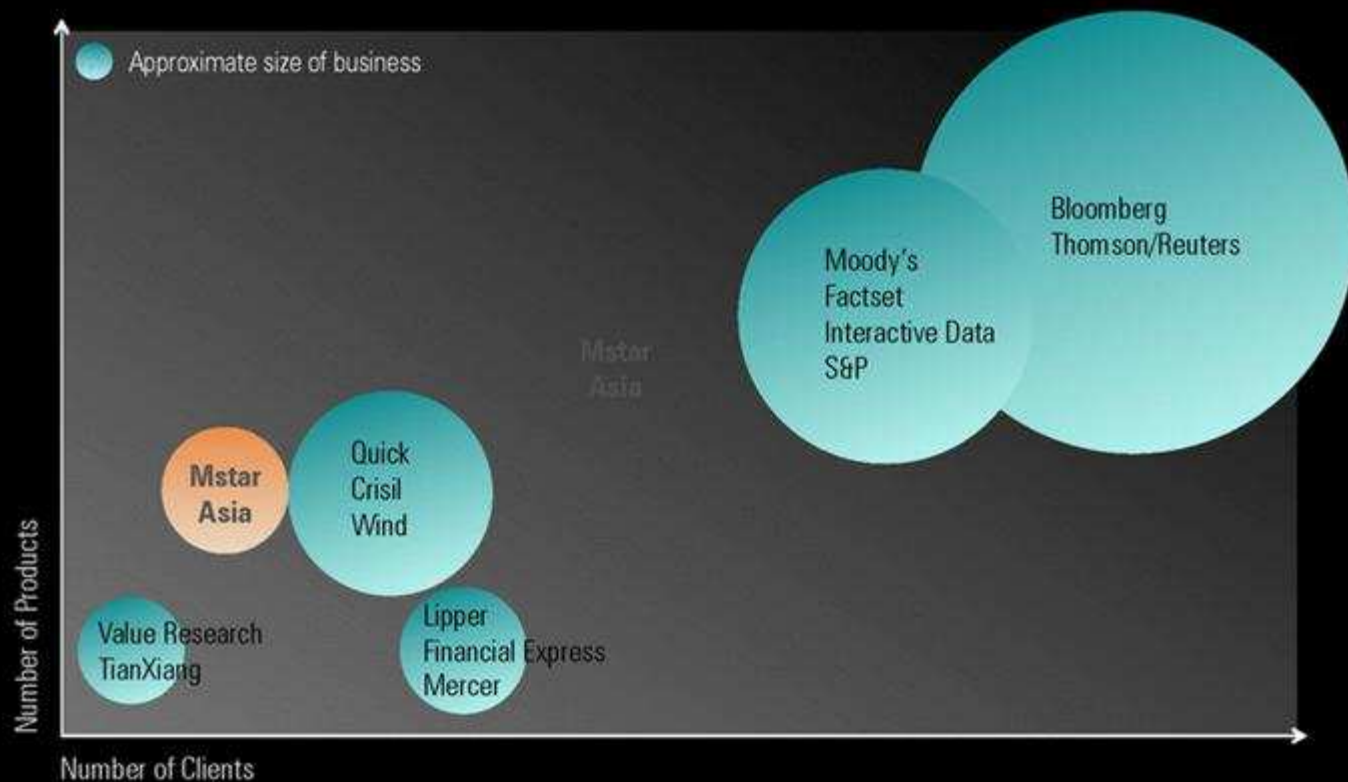 Approximate size of business
Bloomberg
Thomson/Reuters
Moody's
Factset
Interactive Data
S&P
Mstar
Asia
Quick
Crisil
Wind
Mstar
Asia
Value Research
TianXiang
Lipper
Financial Express
Mercer
Number of Products
Number of Clients